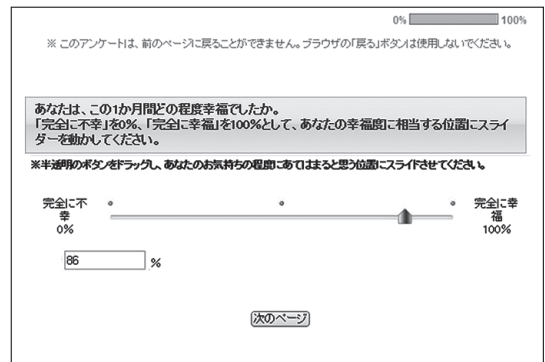 0% 100%
※ このアンケートは、前のページに戻ることができません。ブラウザの「戻る」ボタンは使用しないでください。
あなたは、この1か月間どの程度幸福でしたか。
「完全に不幸」を0%、「完全に幸福」を100%として、あなたの幸福度に相当する位置にスライ
ダーを動かしてください。
※半透明のボタンをドラッグし、あなたのお気持ちの程度にあてはまると思う位置にスライドさせてください。
完全に不
幸
0%
完全に幸
福
100%
86 %
次のページ